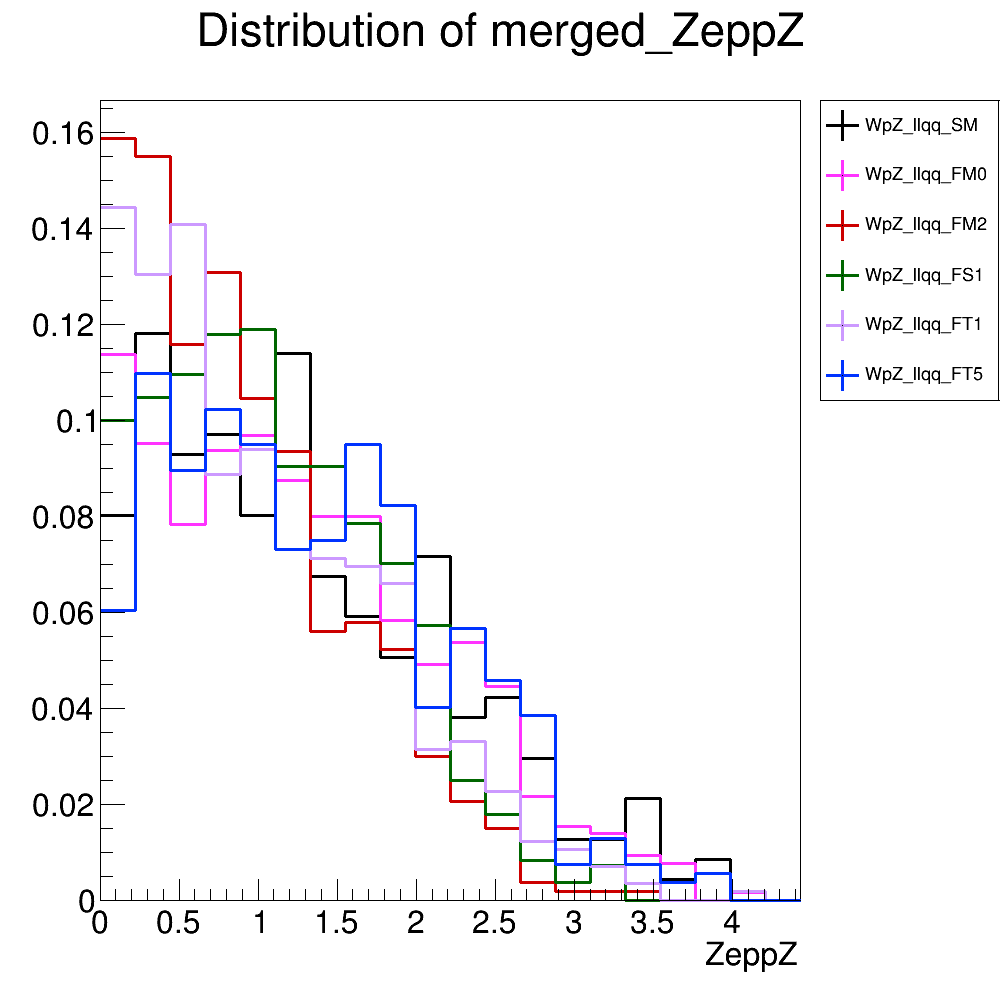 Distribution of merged_ZeppZ
0.16
0.14
0.12
0.1
0.08
0.06
0.04
0.02
0
0 0.5 1 1.5 2 2.5 3 3.5 4
ZeppZ
WpZ_llqq_SM
WpZ_llqq_FM0
WpZ_llqq_FM2
WpZ_llqq_FS1
WpZ_llqq_FT1
WpZ_llqq_FT5